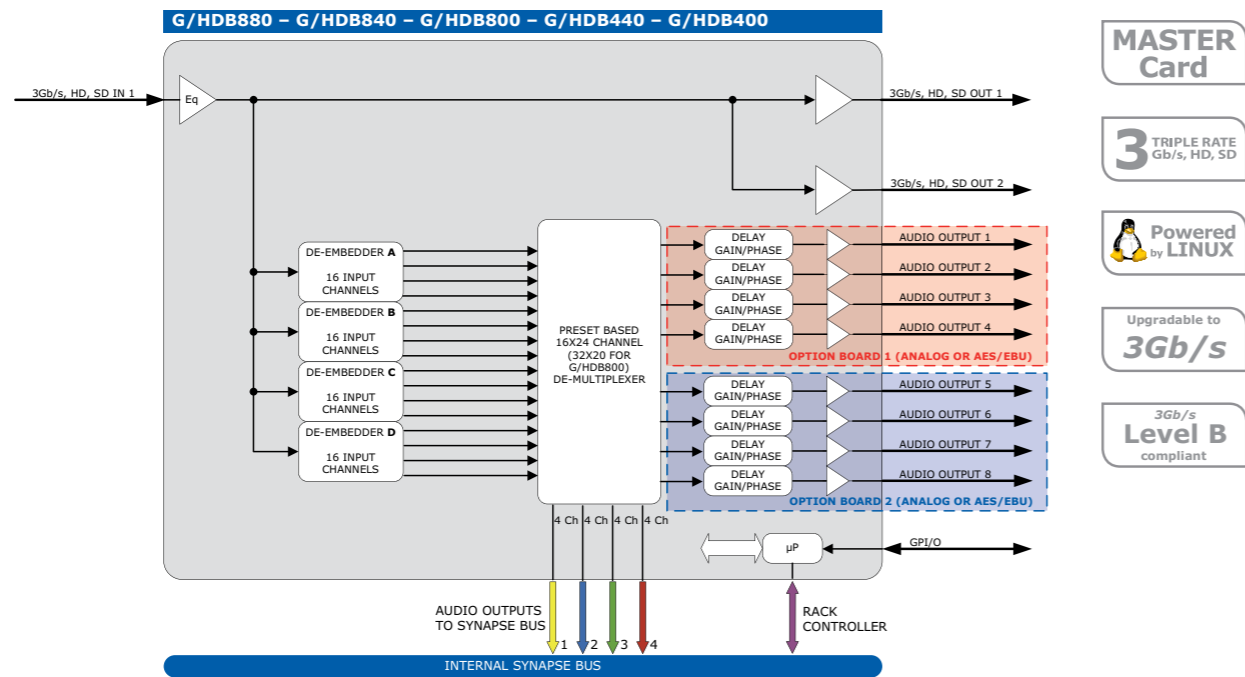 G/HDB880 – G/HDB840 – G/HDB800 – G/HDB440 – G/HDB400
3Gb/s, HD, SD IN 1
Eq
3Gb/s, HD, SD OUT 1
3Gb/s, HD, SD OUT 2
DE-EMBEDDER A
16 INPUT
CHANNELS
DE-EMBEDDER B
16 INPUT
CHANNELS
DE-EMBEDDER C
16 INPUT
CHANNELS
DE-EMBEDDER D
16 INPUT
CHANNELS
PRESET BASED
16X24 CHANNEL
(32X20 FOR
G/HDB800)
DE-MULTIPLEXER
DELAY
GAIN/PHASE
AUDIO OUTPUT 1
DELAY
GAIN/PHASE
AUDIO OUTPUT 2
DELAY
GAIN/PHASE
AUDIO OUTPUT 3
DELAY
GAIN/PHASE
AUDIO OUTPUT 4
OPTION BOARD 1 (ANALOG OR AES/EBU)
DELAY
GAIN/PHASE
AUDIO OUTPUT 5
DELAY
GAIN/PHASE
AUDIO OUTPUT 6
DELAY
GAIN/PHASE
AUDIO OUTPUT 7
DELAY
GAIN/PHASE
AUDIO OUTPUT 8
OPTION BOARD 2 (ANALOG OR AES/EBU)
4 Ch 4 Ch 4 Ch 4 Ch
µP
GPI/O
AUDIO OUTPUTS
TO SYNAPSE BUS
1 2 3 4
RACK
CONTROLLER
INTERNAL SYNAPSE BUS
MASTER
Card
3 TRIPLE RATE
Gb/s, HD, SD
Powered
by LINUX
Upgradable to
3Gb/s
3Gb/s
Level B
compliant